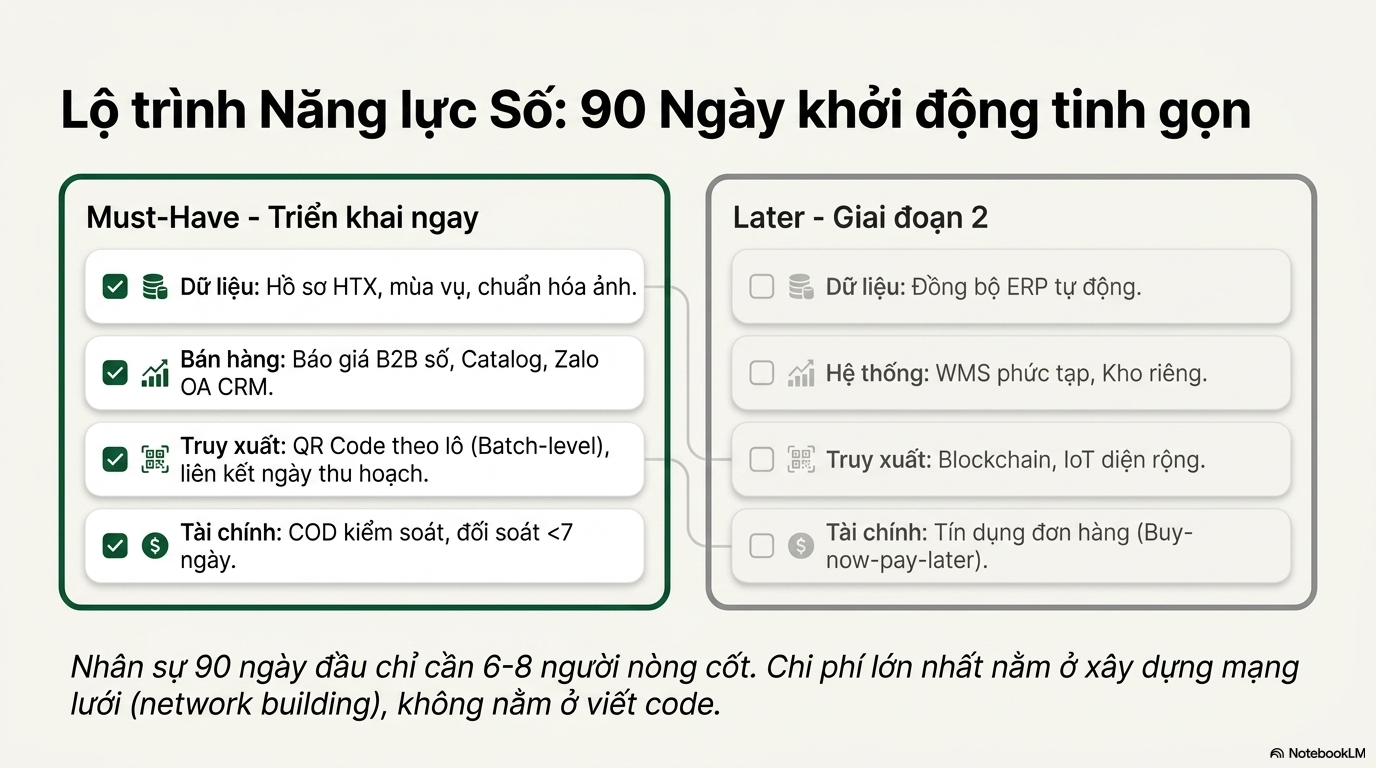 Lộ trình Năng lực Số: 90 Ngày khởi động tinh gọn
Must-Have - Triển khai ngay
Dữ liệu: Hồ sơ HTX, mùa vụ, chuẩn hóa ảnh.
Bán hàng: Báo giá B2B số, Catalog, Zalo
OA CRM.
Truy xuất: QR Code theo lô (Batch-level),
liên kết ngày thu hoạch.
Tài chính: COD kiểm soát, đối soát <7
ngày.
Later - Giai đoạn 2
Dữ liệu: Đồng bộ ERP tự động.
Hệ thống: WMS phức tạp, Kho riêng.
Truy xuất: Blockchain, IoT diện rộng.
Tài chính: Tín dụng đơn hàng (Buy-
now-pay-later).
Nhân sự 90 ngày đầu chỉ cần 6-8 người nòng cốt. Chi phí lớn nhất nằm ở xây dựng mạng
lưới (network building), không nằm ở viết code.
NotebookLM